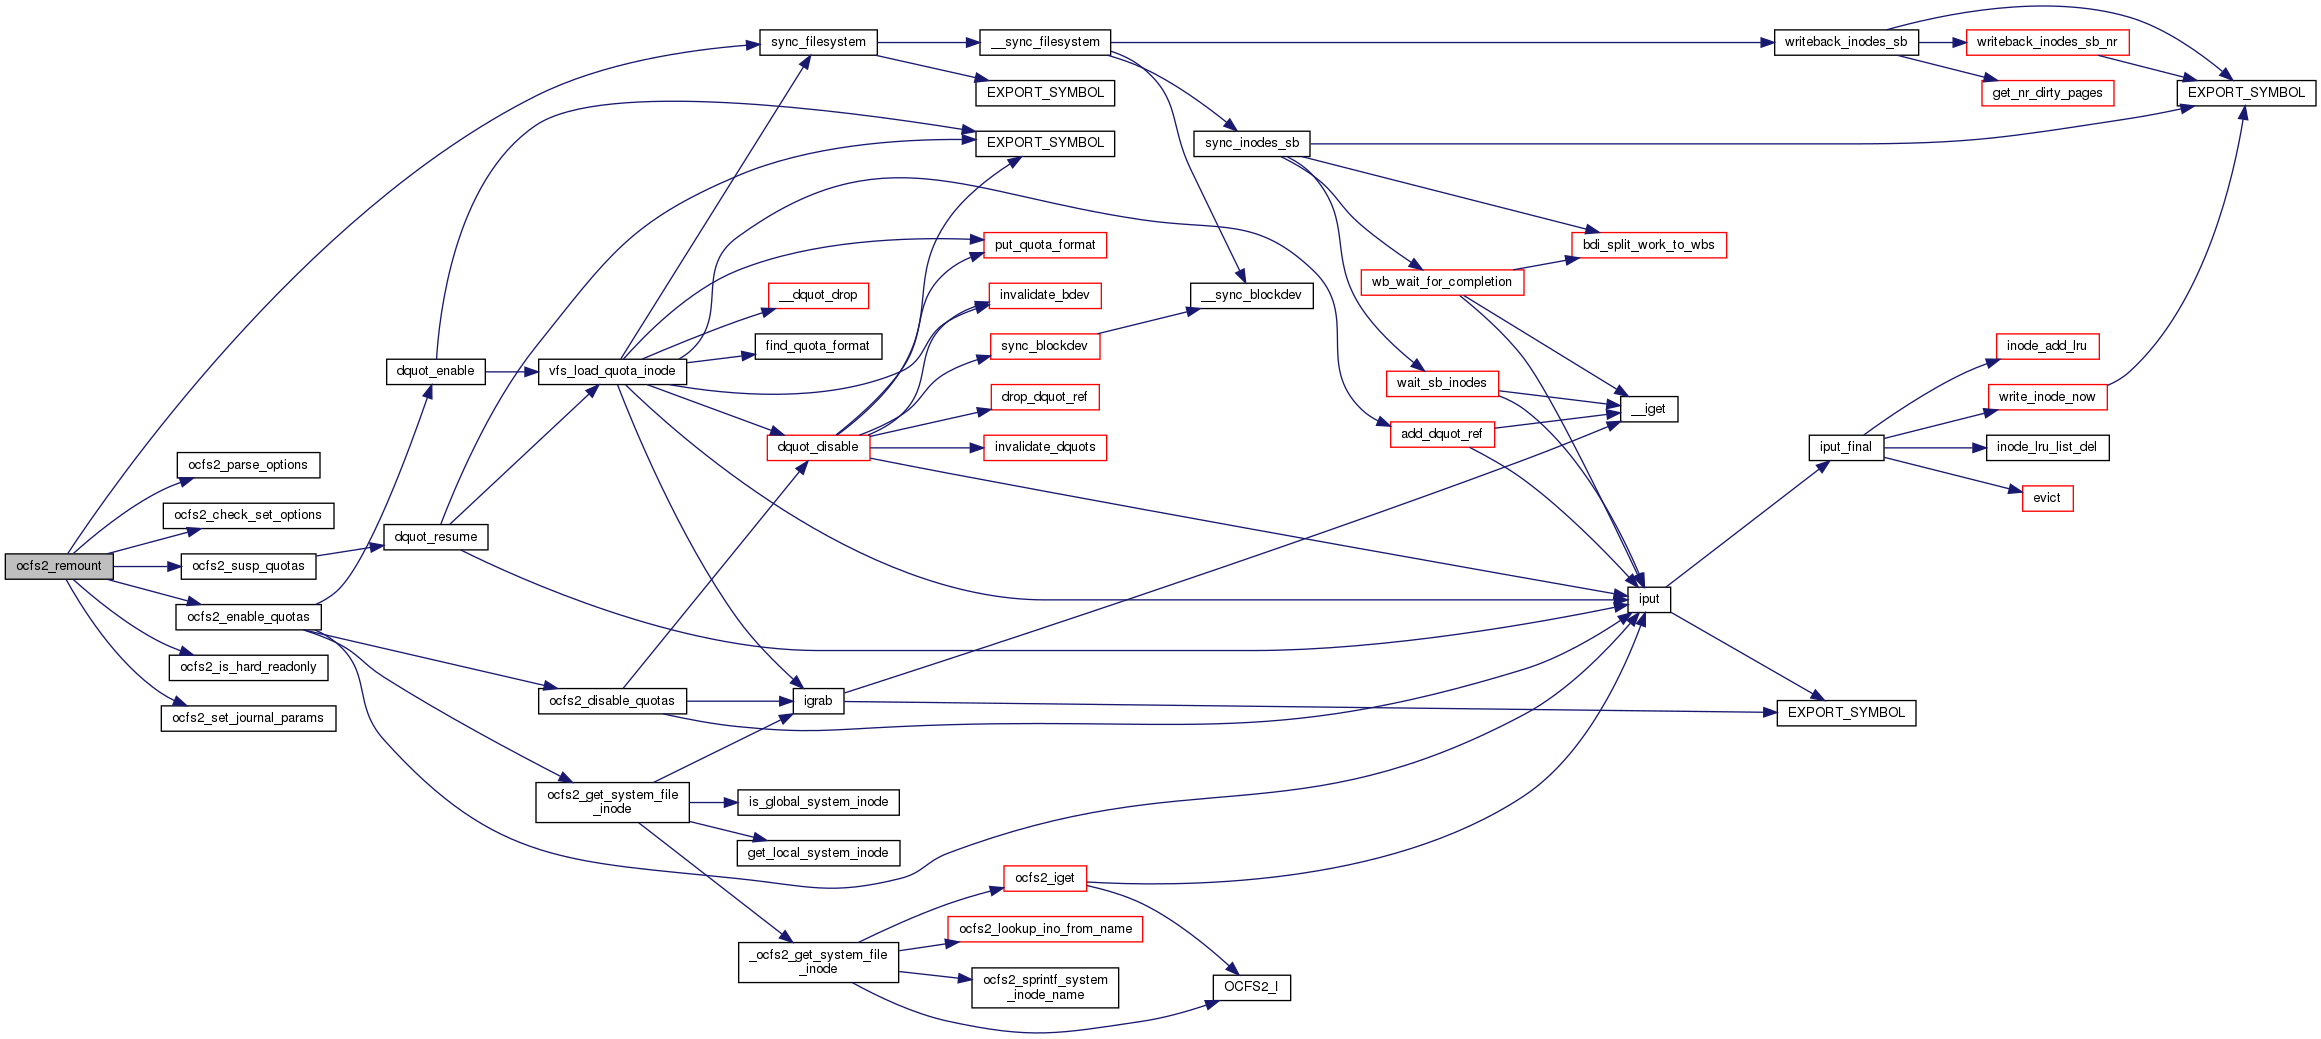 sync_filesystem
__sync_filesystem
writeback_inodes_sb
writeback_inodes_sb_nr
EXPORT_SYMBOL
get_nr_dirty_pages
EXPORT_SYMBOL
EXPORT_SYMBOL
sync_inodes_sb
put_quota_format
bdi_split_work_to_wbs
__dquot_drop
invalidate_bdev
__sync_blockdev
wb_wait_for_completion
find_quota_format
sync_blockdev
inode_add_lru
dquot_enable
vfs_load_quota_inode
drop_dquot_ref
wait_sb_inodes
__iget
write_inode_now
ocfs2_parse_options
dquot_disable
invalidate_dquots
add_dquot_ref
iput_final
inode_lru_list_del
evict
ocfs2_check_set_options
dquot_resume
ocfs2_remount
ocfs2_susp_quotas
ocfs2_enable_quotas
iput
ocfs2_is_hard_readonly
ocfs2_set_journal_params
ocfs2_disable_quotas
igrab
EXPORT_SYMBOL
ocfs2_get_system_file
_inode
is_global_system_inode
get_local_system_inode
ocfs2_iget
ocfs2_lookup_ino_from_name
_ocfs2_get_system_file
_inode
ocfs2_sprintf_system
_inode_name
OCFS2_I